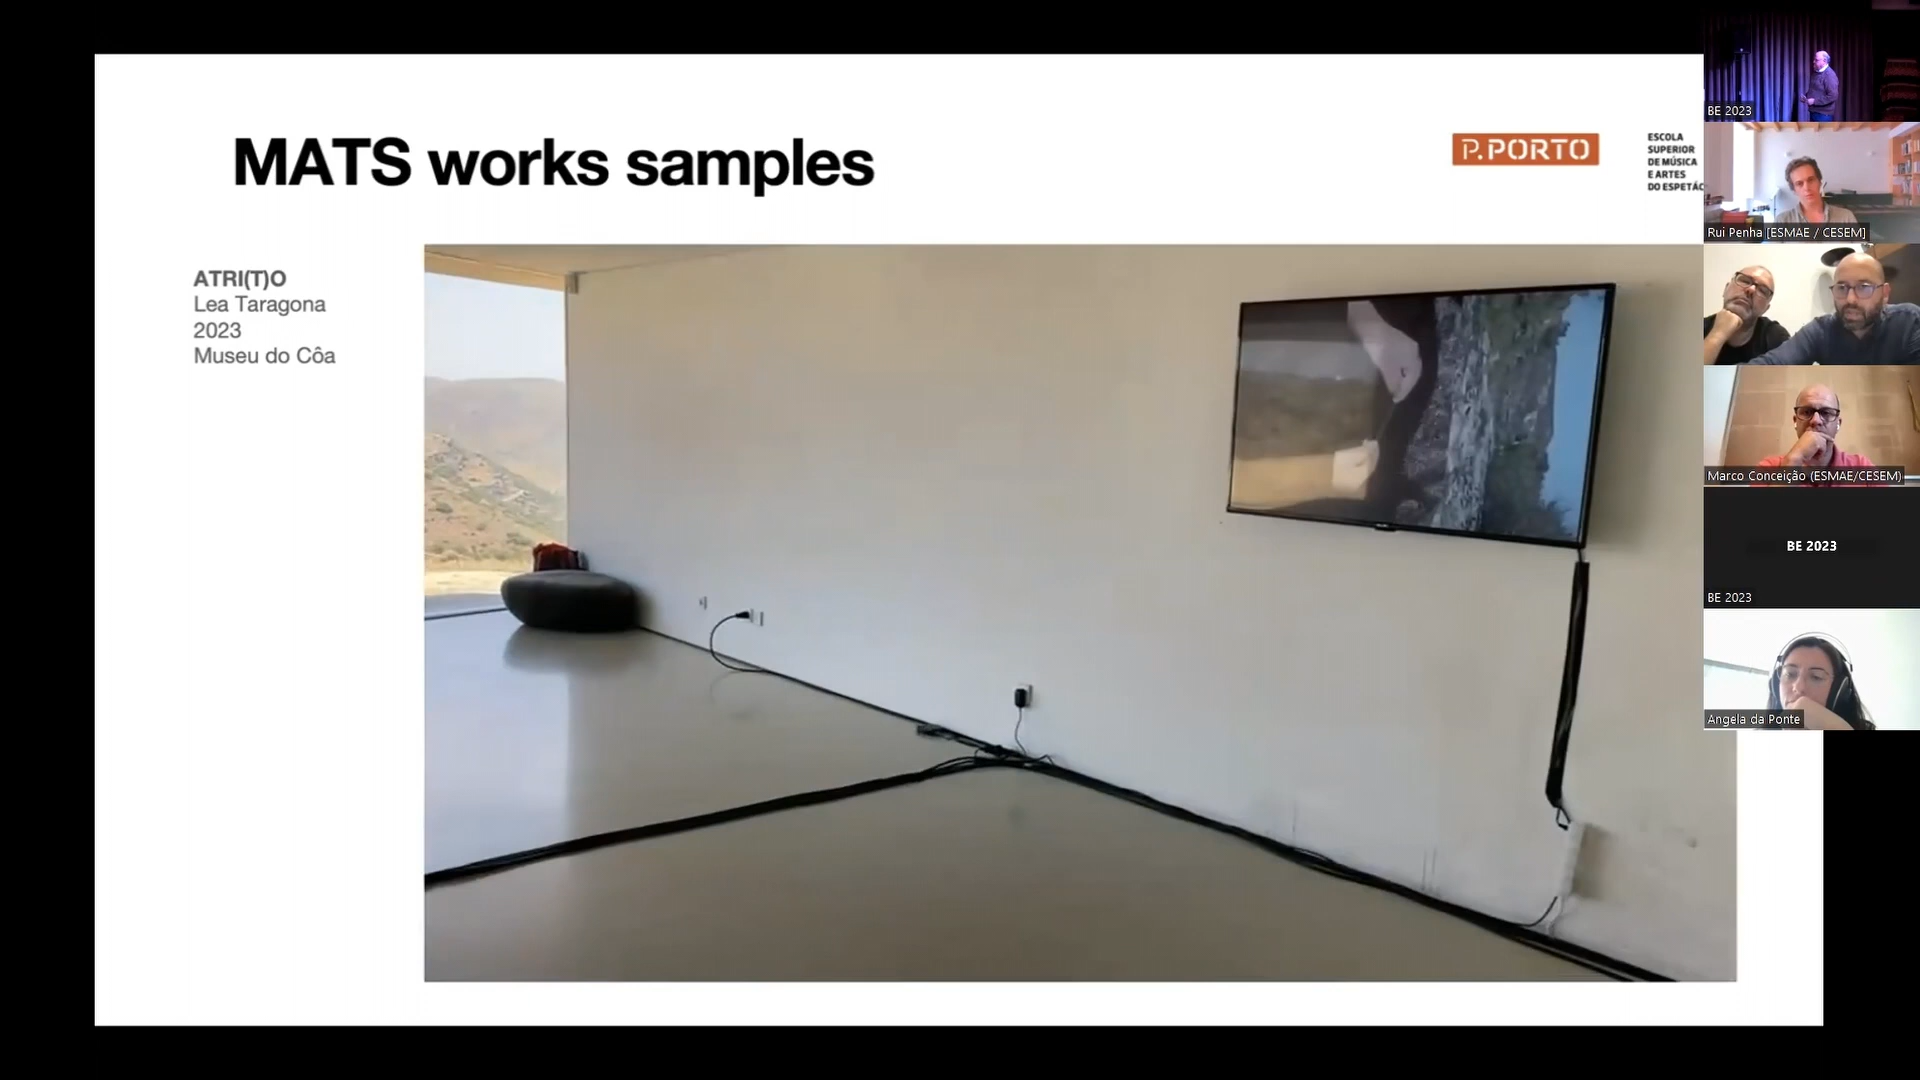 MATS works samples
P.PORTO
ESCOLA
SUPERIOR
DE MÚSICA
E ARTES
DO ESPETÁC
ATRI(T)O
Lea Taragona
2023
Museu do Côa
BE 2023
Rui Penha [ESMAE / CESEM]
Marco Conceição (ESMAE/CESEM)
BE 2023
BE 2023
Angela da Ponte